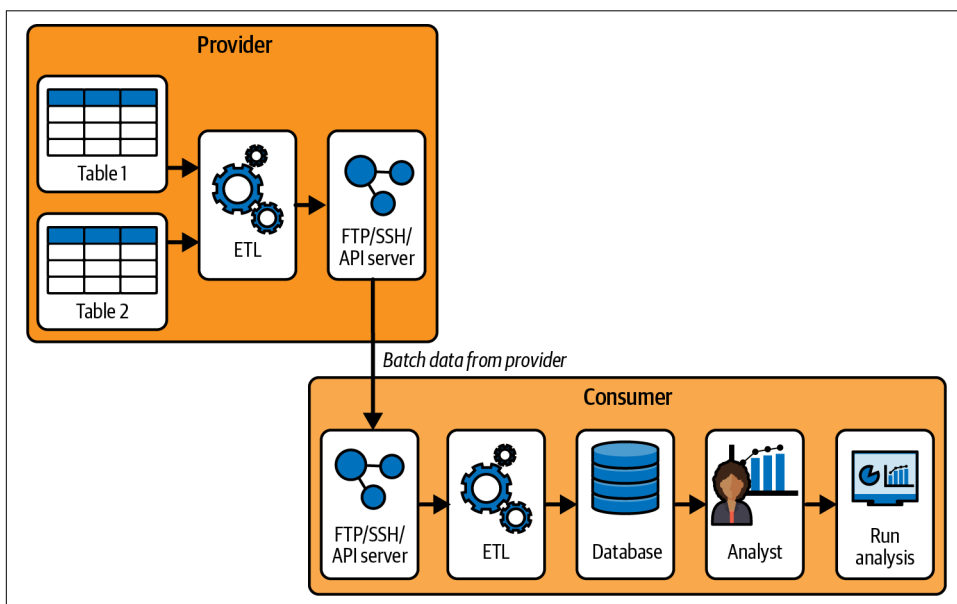 Provider
Table 1
Table 2
ETL
FTP/SSH/
API server
Batch data from provider
Consumer
FTP/SSH/
API server
ETL
Database
Analyst
Run
analysis